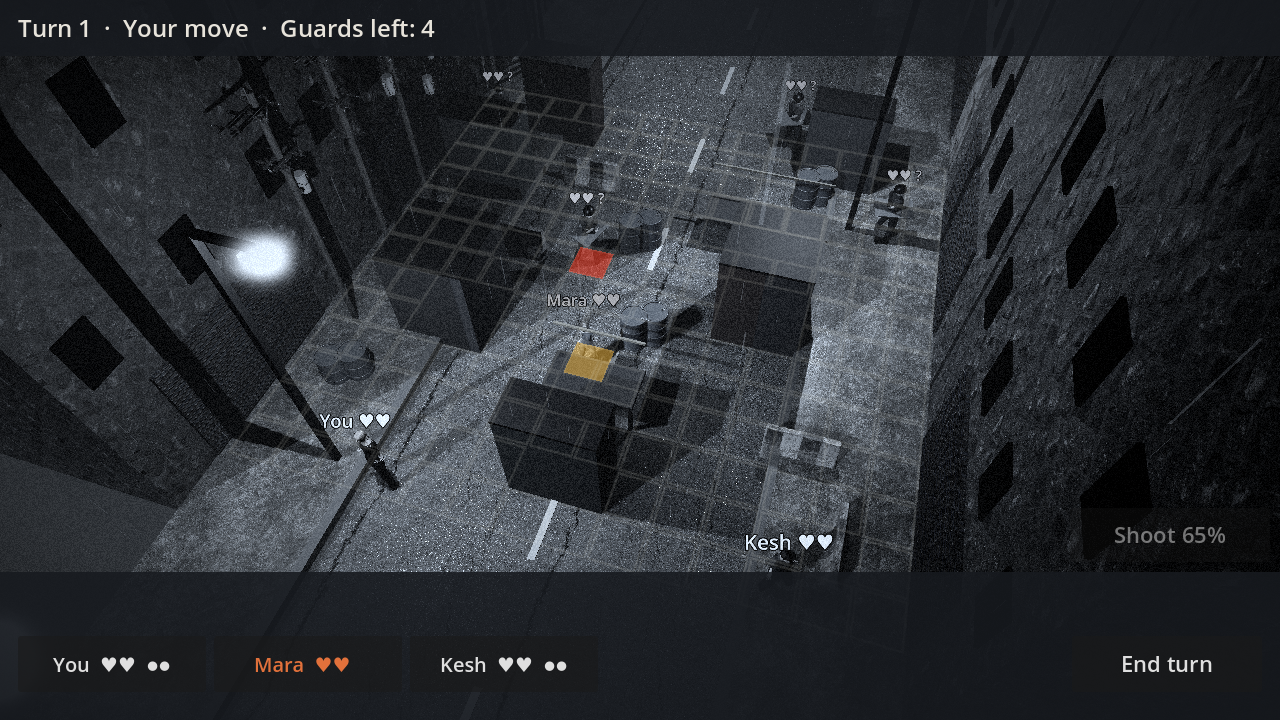 Turn 1 · Your move · Guards left: 4
♥♥ ?
♥♥ ?
♥♥ ?
♥♥ ?
Mara ♥♥
You ♥♥
Shoot 65%
Kesh ♥♥
You ♥♥ ●●
Mara ♥♥
Kesh ♥♥ ●●
End turn